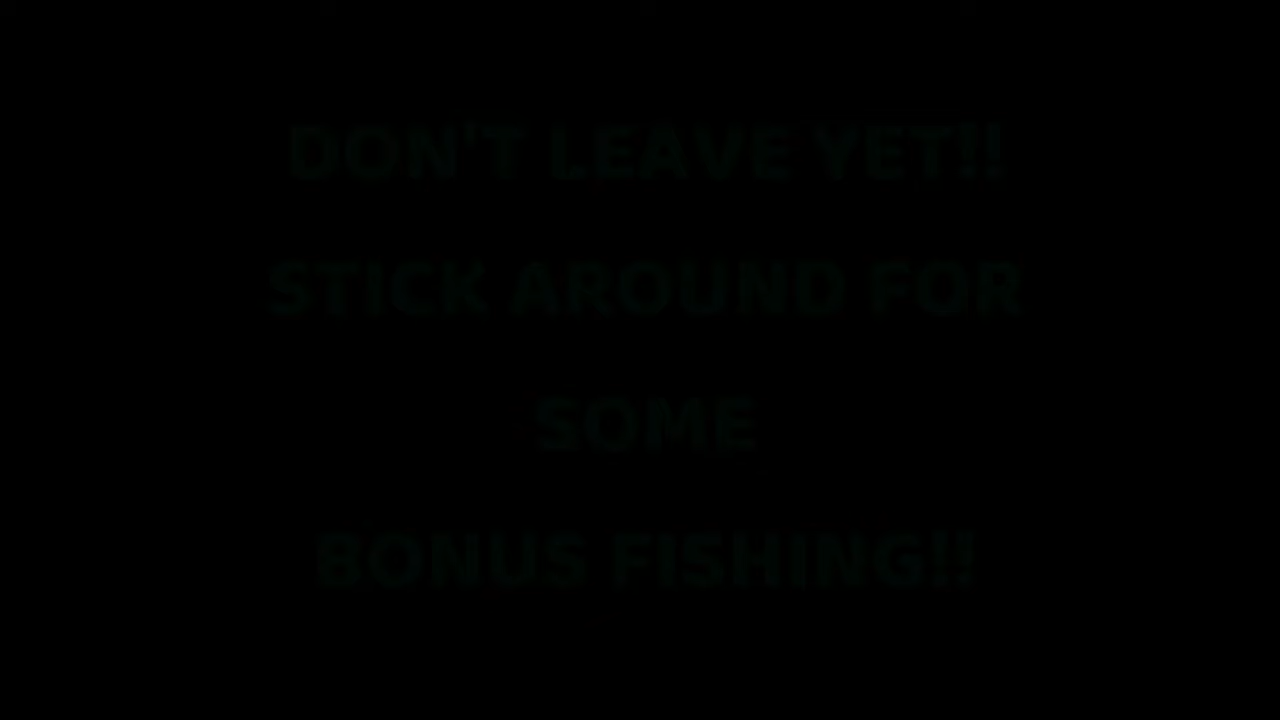 DON'T LEAVE YET!!
STICK AROUND FOR
SOME
BONUS FISHING!!